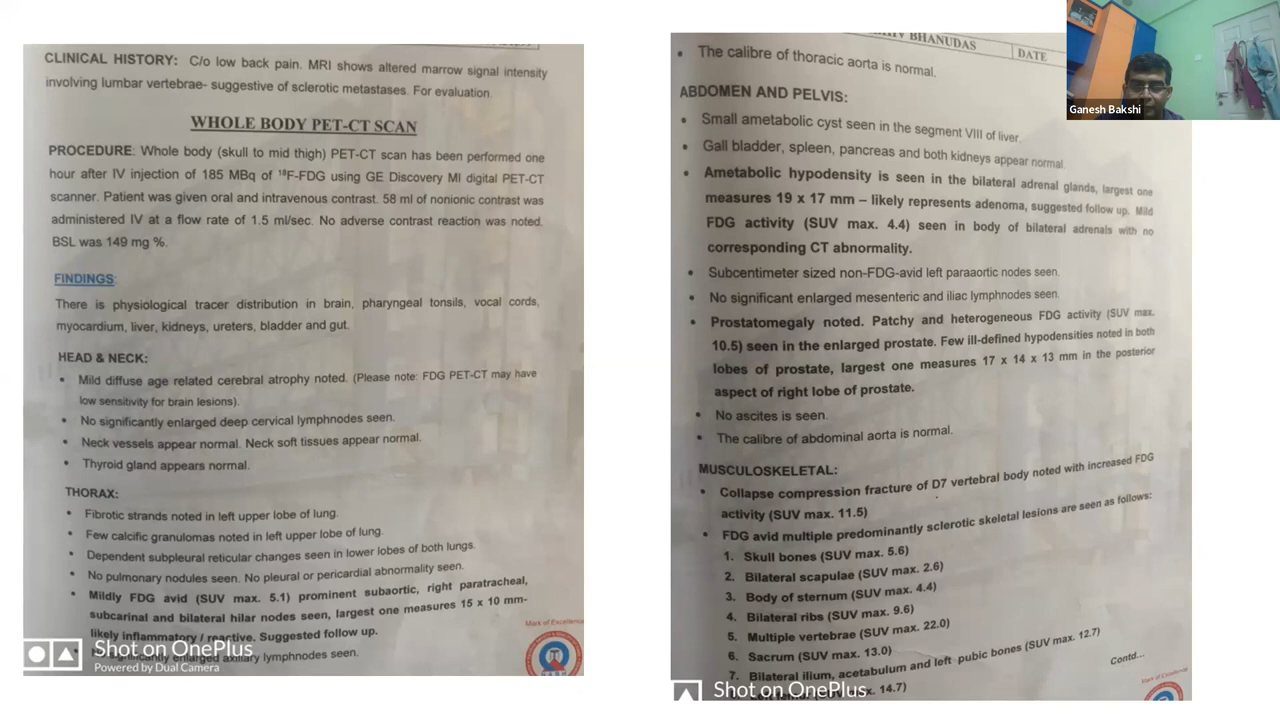 CLINICAL HISTORY: C/o low back pain. MRI shows altered marrow signal intensity
involving lumbar vertebrae- suggestive of sclerotic metastases. For evaluation.
WHOLE BODY PET-CT SCAN
PROCEDURE: Whole body (skull to mid thigh) PET-CT scan has been performed one
hour after IV injection of 185 MBq of ¹⁸F-FDG using GE Discovery MI digital PET-CT
scanner. Patient was given oral and intravenous contrast. 58 ml of nonionic contrast was
administered IV at a flow rate of 1.5 ml/sec. No adverse contrast reaction was noted.
BSL was 149 mg %.
FINDINGS:
There is physiological tracer distribution in brain, pharyngeal tonsils, vocal cords,
myocardium, liver, kidneys, ureters, bladder and gut.
HEAD & NECK:
• Mild diffuse age related cerebral atrophy noted. (Please note: FDG PET-CT may have
low sensitivity for brain lesions).
• No significantly enlarged deep cervical lymphnodes seen.
• Neck vessels appear normal. Neck soft tissues appear normal.
• Thyroid gland appears normal.
THORAX:
• Fibrotic strands noted in left upper lobe of lung.
• Few calcific granulomas noted in left upper lobe of lung.
• Dependent subpleural reticular changes seen in lower lobes of both lungs.
• No pulmonary nodules seen. No pleural or pericardial abnormality seen.
• Mildly FDG avid (SUV max. 5.1) prominent subaortic, right paratracheal,
subcarinal and bilateral hilar nodes seen, largest one measures 15 x 10 mm-
likely inflammatory / reactive. Suggested follow up.
enlarged axillary lymphnodes seen.
Mark of Excellence
Shot on OnePlus
Powered by Dual Camera
BHANUDAS
DATE
• The calibre of thoracic aorta is normal.
ABDOMEN AND PELVIS:
• Small ametabolic cyst seen in the segment VIII of liver.
• Gall bladder, spleen, pancreas and both kidneys appear normal.
• Ametabolic hypodensity is seen in the bilateral adrenal glands, largest one
measures 19 x 17 mm – likely represents adenoma, suggested follow up. Mild
FDG activity (SUV max. 4.4) seen in body of bilateral adrenals with no
corresponding CT abnormality.
• Subcentimeter sized non-FDG-avid left paraaortic nodes seen.
• No significant enlarged mesenteric and iliac lymphnodes seen.
• Prostatomegaly noted. Patchy and heterogeneous FDG activity (SUV max.
10.5) seen in the enlarged prostate. Few ill-defined hypodensities noted in both
lobes of prostate, largest one measures 17 x 14 x 13 mm in the posterior
aspect of right lobe of prostate.
• No ascites is seen.
• The calibre of abdominal aorta is normal.
MUSCULOSKELETAL:
• Collapse compression fracture of D7 vertebral body noted with increased FDG
activity (SUV max. 11.5)
• FDG avid multiple predominantly sclerotic skeletal lesions are seen as follows:
1. Skull bones (SUV max. 5.6)
2. Bilateral scapulae (SUV max. 2.6)
3. Body of sternum (SUV max. 4.4)
4. Bilateral ribs (SUV max. 9.6)
5. Multiple vertebrae (SUV max. 22.0)
6. Sacrum (SUV max. 13.0)
7. Bilateral ilium, acetabulum and left pubic bones (SUV max. 12.7)
14.7)
Contd...
Mark of Excellence
Shot on OnePlus
Ganesh Bakshi